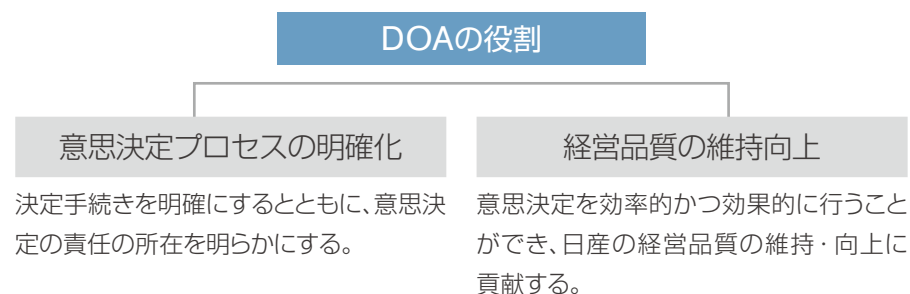 DOAの役割
意思決定プロセスの明確化
決定手続きを明確にするとともに、意思決
定の責任の所在を明らかにする。
経営品質の維持向上
意思決定を効率的かつ効果的に行うこと
ができ、日産の経営品質の維持・向上に
貢献する。